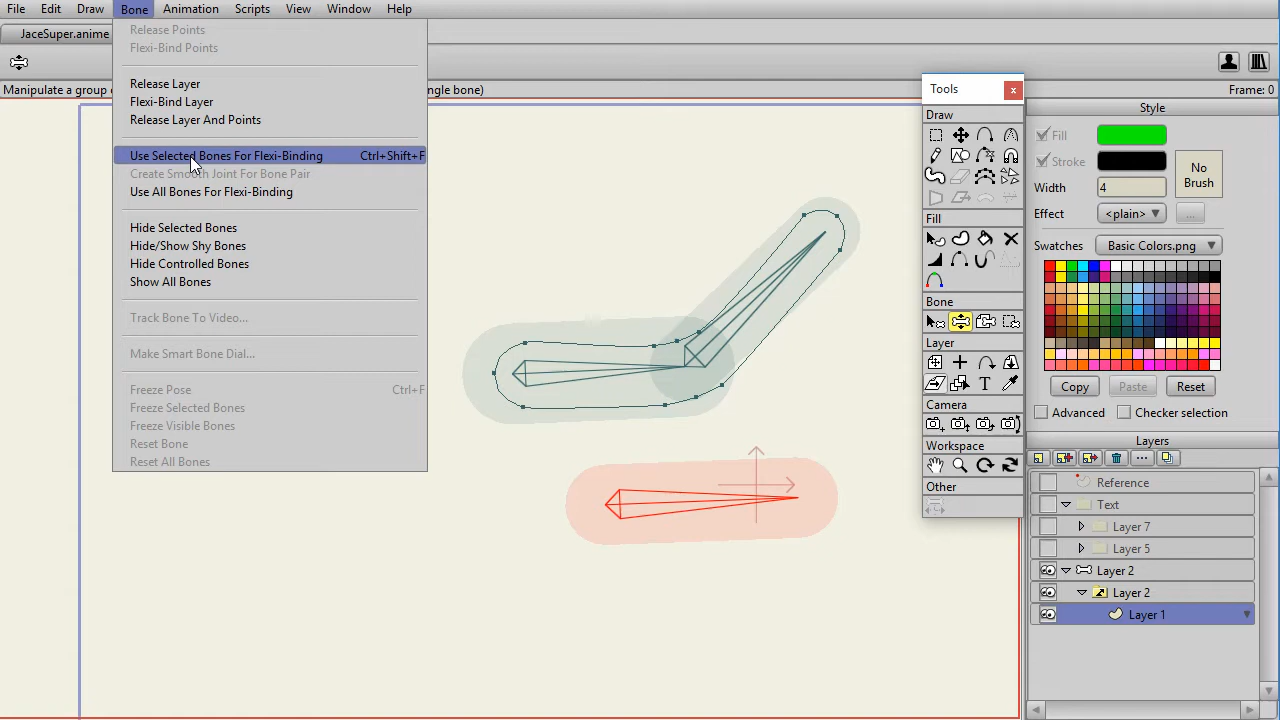 File Edit Draw Bone Animation Scripts View Window Help
JaceSuper.anime
Manipulate a group
ngle bone)
Frame: 0
Release Points
Flexi-Bind Points
Release Layer
Flexi-Bind Layer
Release Layer And Points
Use Selected Bones For Flexi-Binding Ctrl+Shift+F
Create Smooth Joint For Bone Pair
Use All Bones For Flexi-Binding
Hide Selected Bones
Hide/Show Shy Bones
Hide Controlled Bones
Show All Bones
Track Bone To Video...
Make Smart Bone Dial...
Freeze Pose Ctrl+F
Freeze Selected Bones
Freeze Visible Bones
Reset Bone
Reset All Bones
Tools
x
Draw
Fill
Bone
Layer
T
Camera
Workspace
Other
Style
Fill
Stroke
No
Brush
Width 4
Effect <plain> ...
Swatches Basic Colors.png
Copy Paste Reset
Advanced Checker selection
Layers
...
Reference
Text
Layer 7
Layer 5
Layer 2
Layer 2
Layer 1